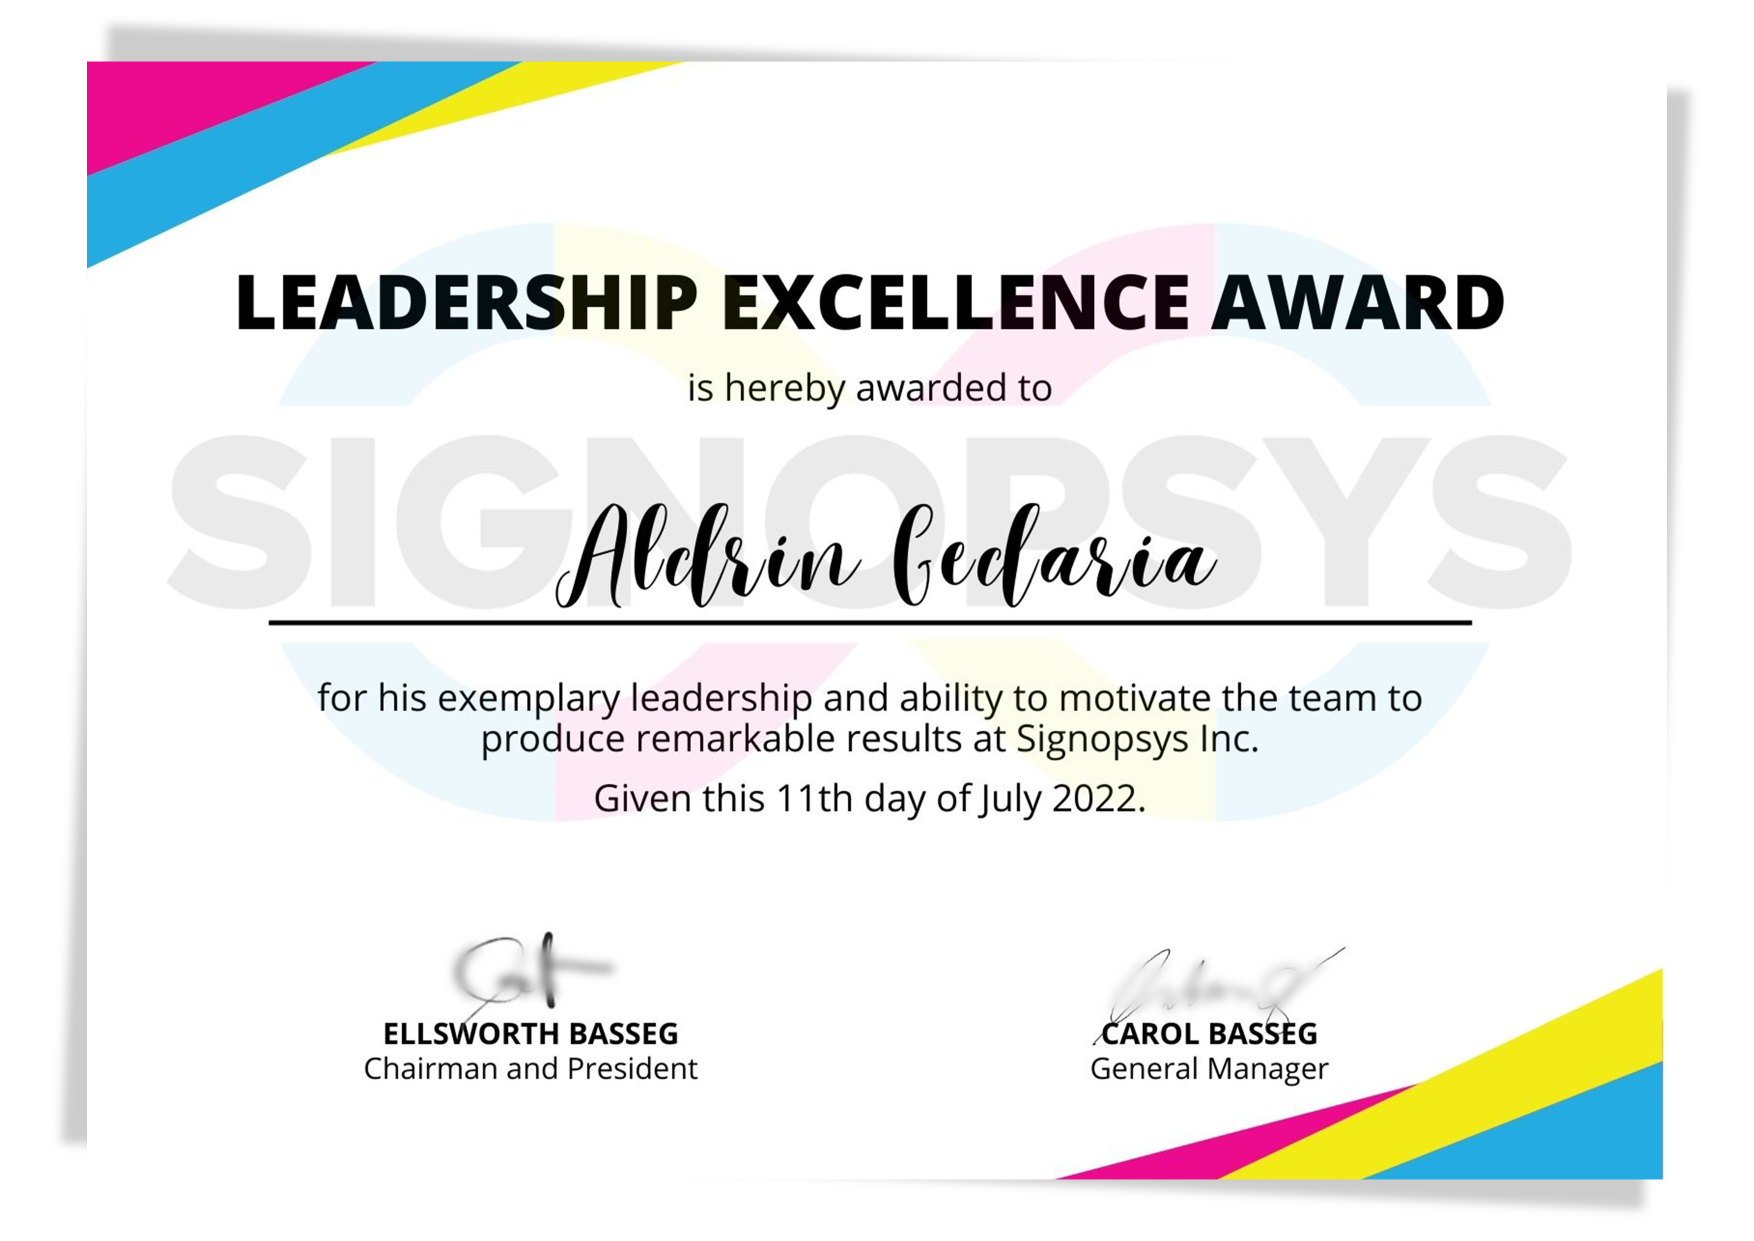 LEADERSHIP EXCELLENCE AWARD
is hereby awarded to
SIGNOPSYS
Aldrin Gedaria
for his exemplary leadership and ability to motivate the team to
produce remarkable results at Signopsys Inc.
Given this 11th day of July 2022.
ELLSWORTH BASSEG
Chairman and President
CAROL BASSEG
General Manager